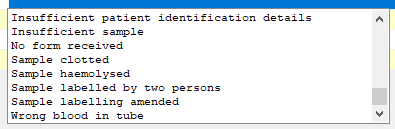 Insufficient patient identification details
Insufficient sample
No form received
Sample clotted
Sample haemolysed
Sample labelled by two persons
Sample labelling amended
Wrong blood in tube